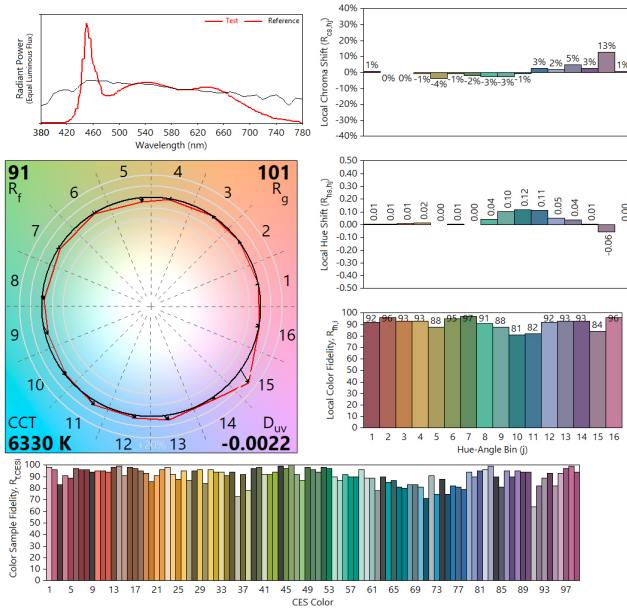 Radiant Power
(Equal Luminous Flux)
Test
Reference
380 420 460 500 540 580 620 660 700 740 780
Wavelength (nm)
Local Chroma Shift (Rcs,hj)
40%
30%
20%
10%
0%
-10%
-20%
-30%
-40%
1% 0% 0% -1% -4% -1% -2% -3% -3% -1% 3% 2% 5% 3% 13% 1%
91
Rf
101
Rg
1
2
3
4
5
6
7
8
9
10
11
12
13
14
15
16
+20%
CCT
6330 K
Duv
-0.0022
Local Hue Shift (Rhs,hj)
0.50
0.40
0.30
0.20
0.10
0.00
-0.10
-0.20
-0.30
-0.40
-0.50
0.01 0.01 0.01 0.02 0.00 0.01 0.00 0.04 0.10 0.12 0.11 0.05 0.04 0.01 -0.06 0.00
Local Color Fidelity, Rfh,j
100
90
80
70
60
50
40
30
20
10
0
92 96 93 93 88 95 97 91 88 81 82 92 93 93 84 96
1 2 3 4 5 6 7 8 9 10 11 12 13 14 15 16
Hue-Angle Bin (j)
Color Sample Fidelity, Rf,CESi
100
90
80
70
60
50
40
30
20
10
0
1 5 9 13 17 21 25 29 33 37 41 45 49 53 57 61 65 69 73 77 81 85 89 93 97
CES Color